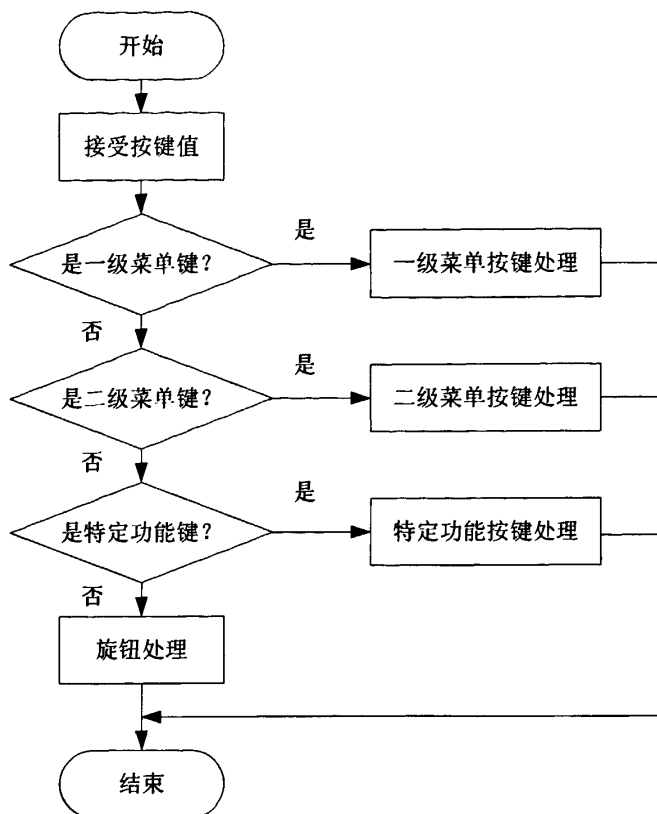 开始
接受按键值
是一级菜单键?
是
一级菜单按键处理
否
是二级菜单键?
是
二级菜单按键处理
否
是特定功能键?
是
特定功能按键处理
否
旋钮处理
结束